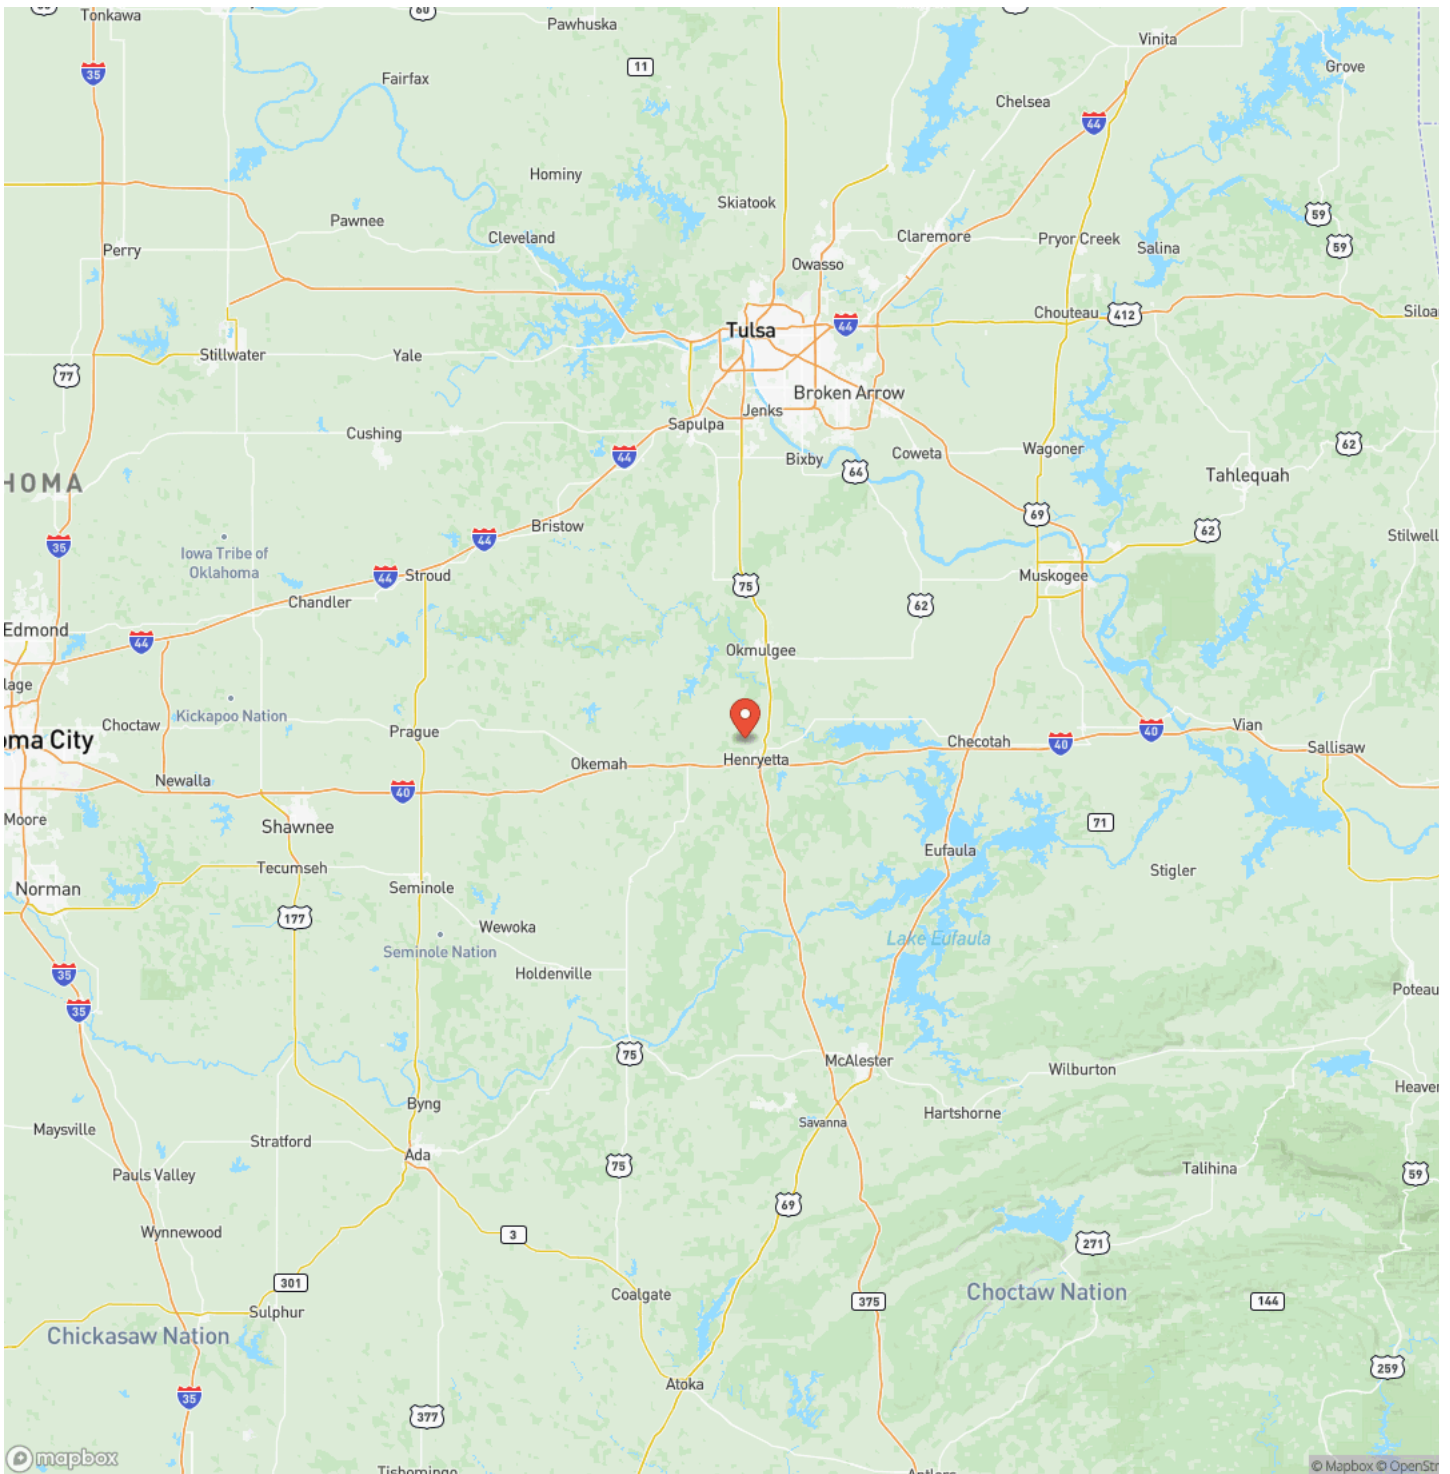 Tonkawa
60
Pawhuska
Vinita
35
Fairfax
11
Grove
Chelsea
44
Hominy
Skiatook
59
Pawnee
Cleveland
Claremore
Pryor Creek
59
Perry
Salina
Owasso
Chouteau
412
Siloa
Tulsa
44
Stillwater
Yale
77
Broken Arrow
Jenks
Sapulpa
Cushing
44
Bixby
64
Coweta
Wagoner
62
Tahlequah
HOMA
69
Bristow
62
35
44
Stilwell
Iowa Tribe of
Oklahoma
44
Stroud
75
Muskogee
Chandler
62
Edmond
44
Okmulgee
lage
Kickapoo Nation
Choctaw
Prague
Vian
40
oma City
Checotah
40
Sallisaw
Henryetta
Okemah
Newalla
40
Moore
Shawnee
71
Eufaula
Tecumseh
Stigler
Norman
Seminole
177
Wewoka
Lake Eufaula
Seminole Nation
35
Holdenville
Poteau
35
75
McAlester
Wilburton
Heaver
Byng
Hartshorne
Maysville
Savanna
Stratford
Ada
75
Talihina
59
Pauls Valley
69
Wynnewood
3
271
301
Coalgate
Choctaw Nation
375
144
Sulphur
Chickasaw Nation
259
Atoka
35
377
mapbox
© Mapbox © OpenStr
Tishomingo
Antlers